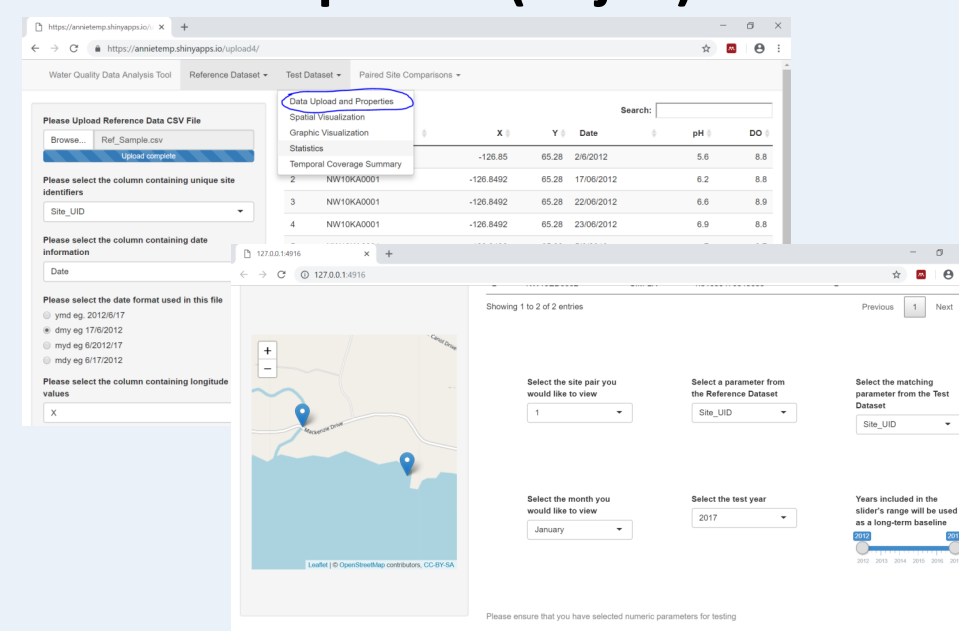 https://annietemp.shinyapps.io/
https://annietemp.shinyapps.io/upload4/
Water Quality Data Analysis Tool Reference Dataset Test Dataset Paired Site Comparisons
Data Upload and Properties
Spatial Visualization
Graphic Visualization
Statistics
Temporal Coverage Summary
Please Upload Reference Data CSV File
Browse... Ref_Sample.csv
Upload complete
Please select the column containing unique site
identifiers
Site_UID
Please select the column containing date
information
Date
Please select the date format used in this file
ymd eg. 2012/6/17
dmy eg 17/6/2012
myd eg 6/2012/17
mdy eg 6/17/2012
Please select the column containing longitude
values
X
Search:
X Y Date pH DO
-126.85 65.28 2/6/2012 5.6 8.8
2 NW10KA0001 -126.8492 65.28 17/06/2012 6.2 8.8
3 NW10KA0001 -126.8492 65.28 22/06/2012 6.6 8.9
4 NW10KA0001 -126.8492 65.28 23/06/2012 6.9 8.8
127.0.0.1:4916
127.0.0.1:4916
Showing 1 to 2 of 2 entries
Previous 1 Next
+
−
Canol Drive
Mackenzie Drive
Leaflet | © OpenStreetMap contributors, CC-BY-SA
Select the site pair you
would like to view
1
Select a parameter from
the Reference Dataset
Site_UID
Select the matching
parameter from the Test
Dataset
Site_UID
Select the month you
would like to view
January
Select the test year
2017
Years included in the
slider's range will be used
as a long-term baseline
2012
2012 2013 2014 2015 2016
Please ensure that you have selected numeric parameters for testing